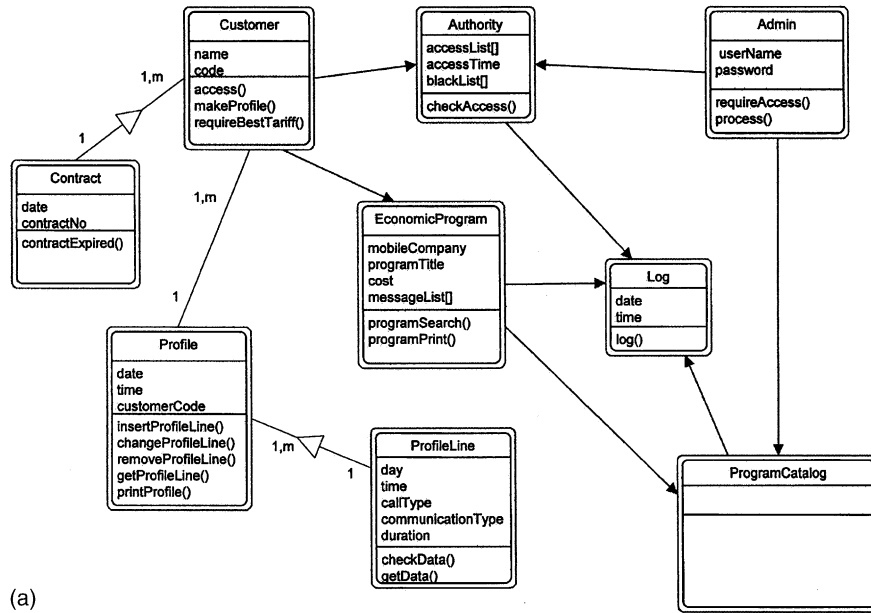 Customer
name
code
access()
makeProfile()
requireBestTariff()
Authority
accessList[]
accessTime
blackList[]
checkAccess()
Admin
userName
password
requireAccess()
process()
1,m
1
Contract
date
contractNo
contractExpired()
1,m
1
EconomicProgram
mobileCompany
programTitle
cost
messageList[]
programSearch()
programPrint()
Log
date
time
log()
Profile
date
time
customerCode
insertProfileLine()
changeProfileLine()
removeProfileLine()
getProfileLine()
printProfile()
1,m
1
ProfileLine
day
time
callType
communicationType
duration
checkData()
getData()
ProgramCatalog
(a)